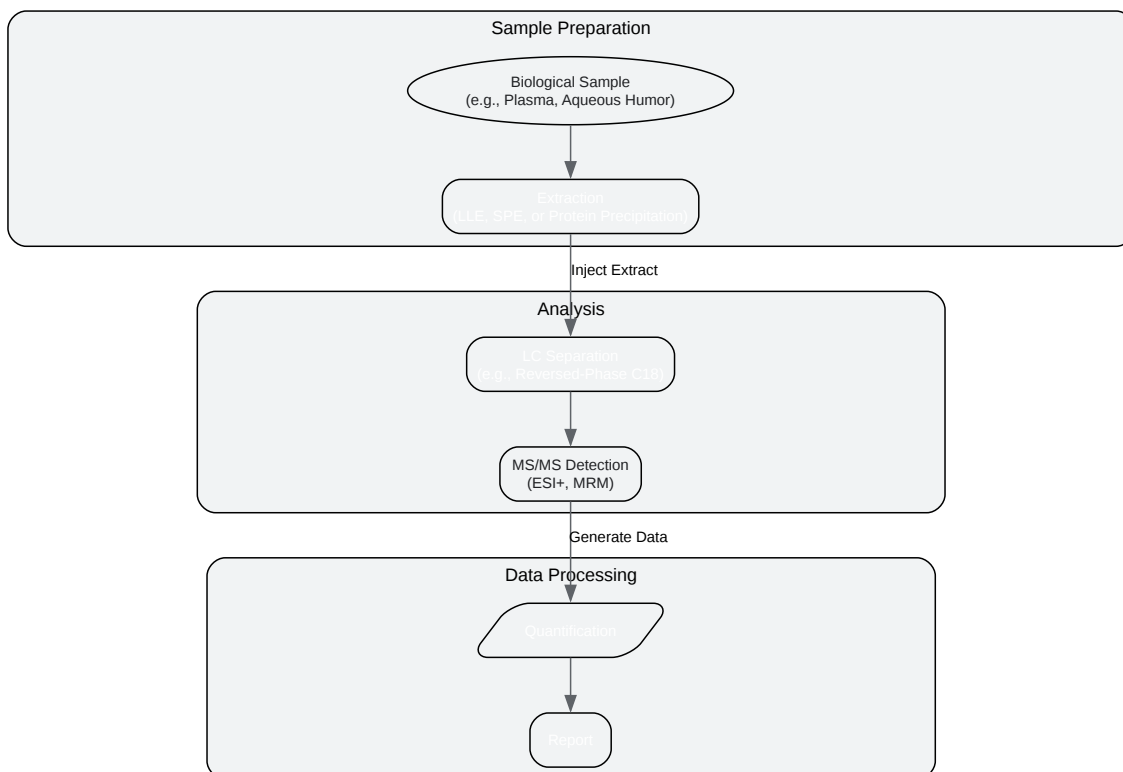 Sample Preparation
Biological Sample
(e.g., Plasma, Aqueous Humor)
Extraction
(LLE, SPE, or Protein Precipitation)
Inject Extract
Analysis
LC Separation
(e.g., Reversed-Phase C18)
MS/MS Detection
(ESI+, MRM)
Generate Data
Data Processing
Quantification
Report